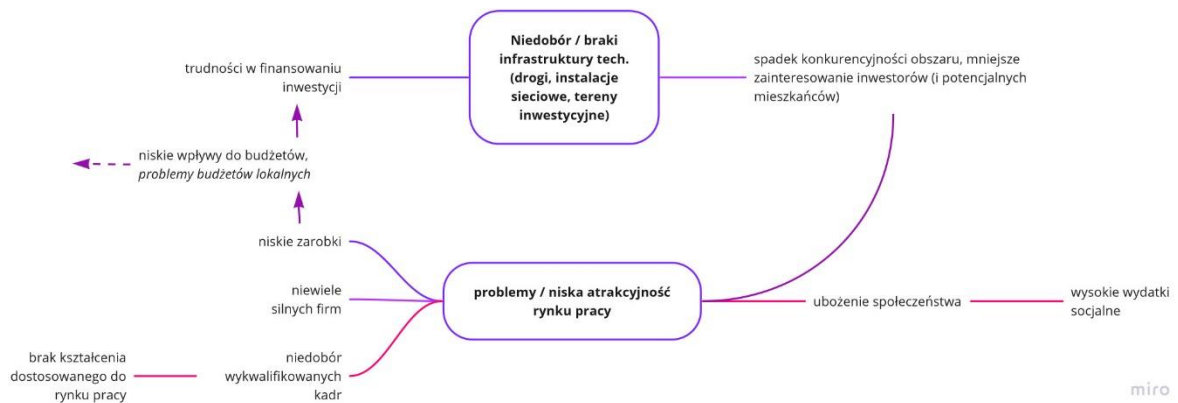 Niedobór / braki
infrastruktury tech.
(drogi, instalacje
sieciowe, tereny
inwestycyjne)
trudności w finansowaniu
inwestycji
spadek konkurencyjności obszaru, mniejsze
zainteresowanie inwestorów (i potencjalnych
mieszkańców)
niskie wpływy do budżetów,
problemy budżetów lokalnych
niskie zarobki
niewiele
silnych firm
problemy / niska atrakcyjność
rynku pracy
ubożenie społeczeństwa
wysokie wydatki
socjalne
brak kształcenia
dostosowanego do
rynku pracy
niedobór
wykwalifikowanych
kadr
miro